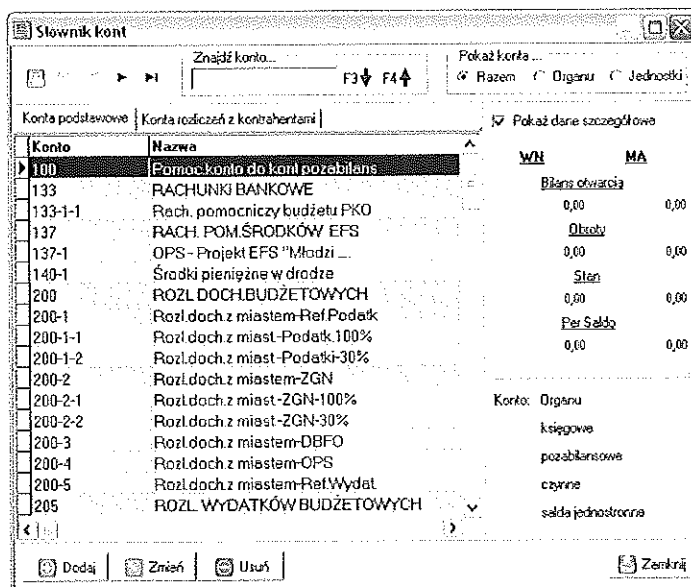 Słownik kont
Znajdź konto...
F3 F4
Pokaż konta ...
Razem Organu Jednostki
Konta podstawowe Konta rozliczeń z kontrahentami
Pokaż dane szczegółowe
Konto Nazwa
100 Pomoc.konto do kont pozabilans
133 RACHUNKI BANKOWE
133-1-1 Rach. pomocniczy budżetu PKO
137 RACH. POM.ŚRODKÓW EFS
137-1 OPS - Projekt EFS "Młodzi ...
140-1 Środki pieniężne w drodze
200 ROZL.DOCH.BUDŻETOWYCH
200-1 Rozl.doch.z miastem-Ref.Podatk
200-1-1 Rozl.doch.z miast-Podatk.100%
200-1-2 Rozl.doch.z miast-Podatki-30%
200-2 Rozl.doch.z miastem-ZGN
200-2-1 Rozl.doch.z miast-ZGN-100%
200-2-2 Rozl.doch.z miast-ZGN-30%
200-3 Rozl.doch.z miastem-DBFO
200-4 Rozl.doch.z miastem-OPS
200-5 Rozl.doch.z miastem-Ref.Wydat.
205 ROZL. WYDATKÓW BUDŻETOWYCH
WN MA
Bilans otwarcia
0,00 0,00
Obroty
0,00 0,00
Stan
0,00 0,00
Per Saldo
0,00 0,00
Konto: Organu
księgowe
pozabilansowe
czynne
salda jednostronne
Dodaj Zmień Usuń Zamknij